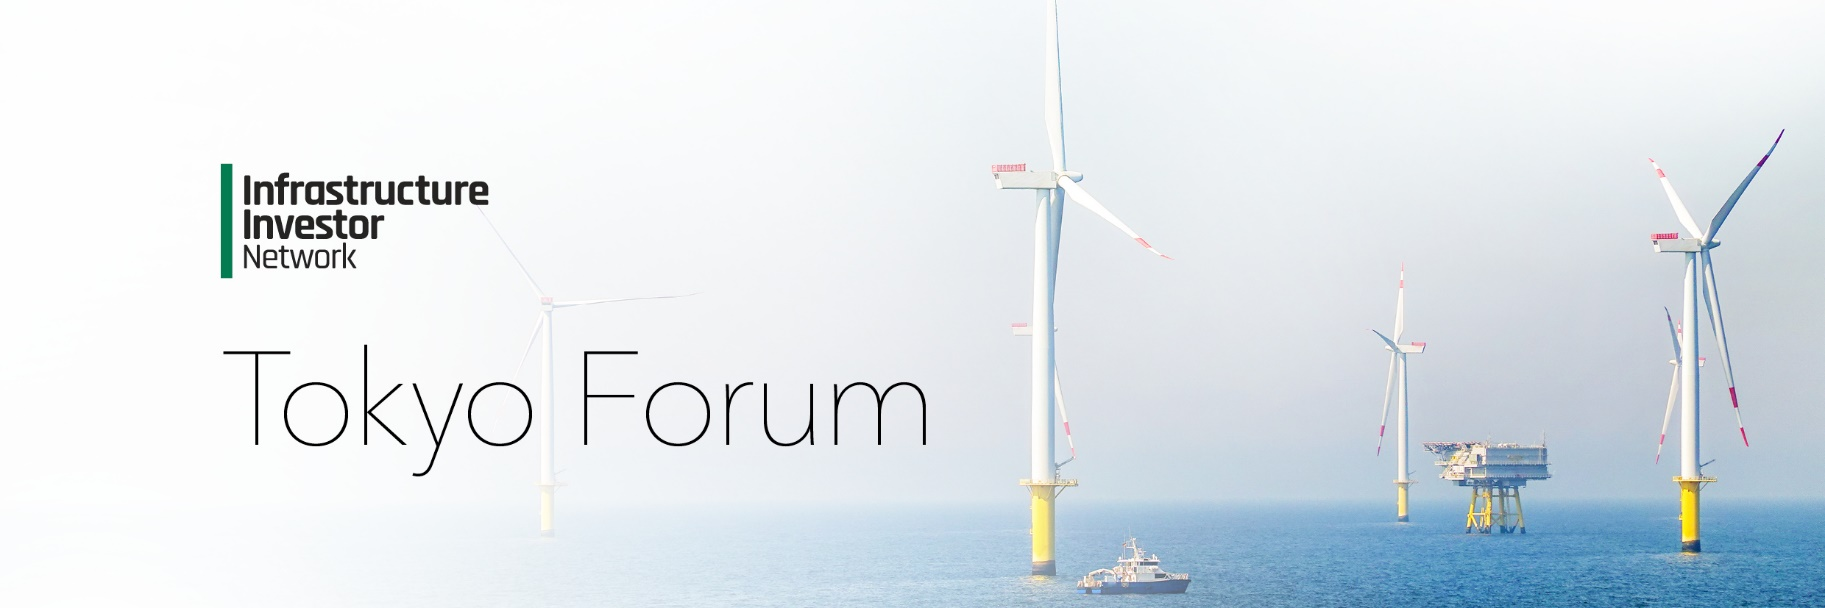 Infrastructure
Investor
Network
Tokyo Forum